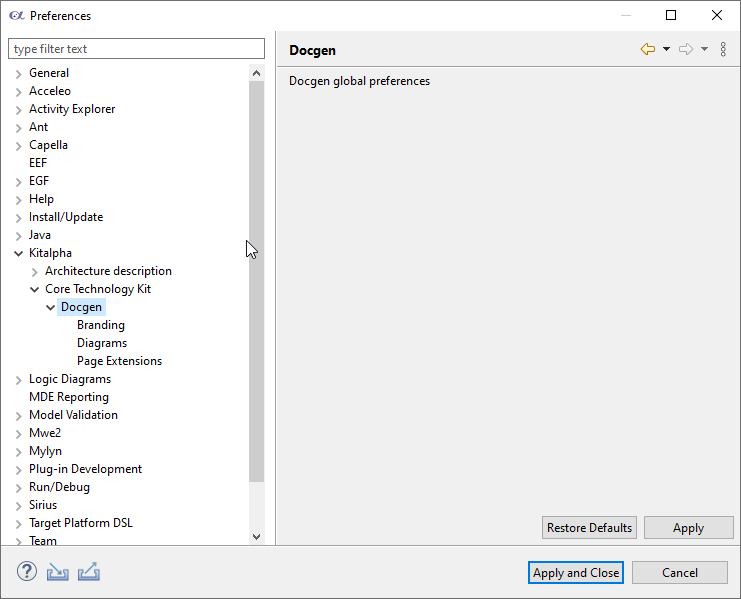 Preferences
type filter text
General
Acceleo
Activity Explorer
Ant
Capella
EEF
EGF
Help
Install/Update
Java
Kitalpha
Architecture description
Core Technology Kit
Docgen
Branding
Diagrams
Page Extensions
Logic Diagrams
MDE Reporting
Model Validation
Mwe2
Mylyn
Plug-in Development
Run/Debug
Sirius
Target Platform DSL
Team
Docgen
Docgen global preferences
Restore Defaults Apply
? Apply and Close Cancel